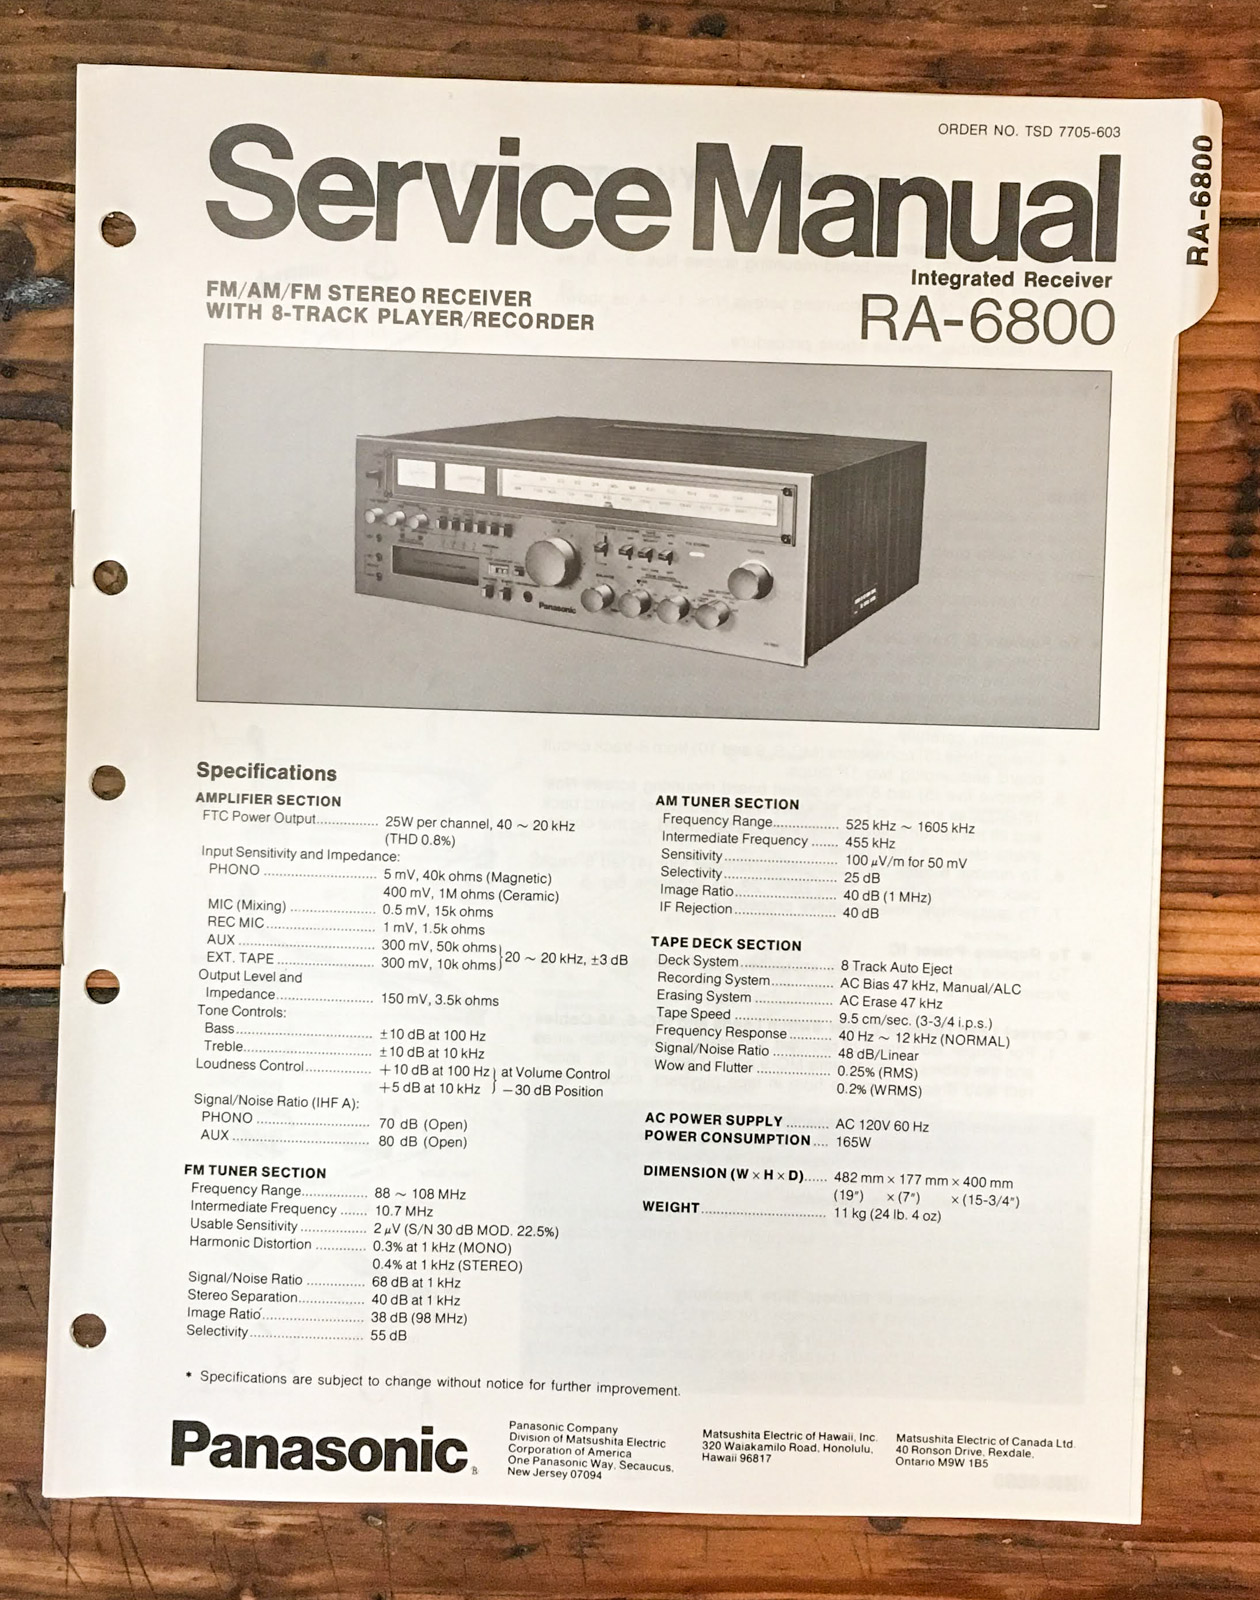 ORDER NO. TSD 7705-603
RA-6800
Service Manual
Integrated Receiver
RA-6800
FM/AM/FM STEREO RECEIVER
WITH 8-TRACK PLAYER/RECORDER
Panasonic
Specifications
AMPLIFIER SECTION
FTC Power Output.............. 25W per channel, 40 ~ 20 kHz
(THD 0.8%)
Input Sensitivity and Impedance:
PHONO ......................... 5 mV, 40k ohms (Magnetic)
400 mV, 1M ohms (Ceramic)
MIC (Mixing) ................... 0.5 mV, 15k ohms
REC MIC........................ 1 mV, 1.5k ohms
AUX .............................. 300 mV, 50k ohms
EXT. TAPE ...................... 300 mV, 10k ohms } 20 ~ 20 kHz, ±3 dB
Output Level and
Impedance...................... 150 mV, 3.5k ohms
Tone Controls:
Bass................................ ±10 dB at 100 Hz
Treble.............................. ±10 dB at 10 kHz
Loudness Control................ +10 dB at 100 Hz } at Volume Control
+5 dB at 10 kHz } −30 dB Position
Signal/Noise Ratio (IHF A):
PHONO ......................... 70 dB (Open)
AUX............................... 80 dB (Open)
FM TUNER SECTION
Frequency Range................ 88 ~ 108 MHz
Intermediate Frequency ...... 10.7 MHz
Usable Sensitivity ................ 2 µV (S/N 30 dB MOD. 22.5%)
Harmonic Distortion ............ 0.3% at 1 kHz (MONO)
0.4% at 1 kHz (STEREO)
Signal/Noise Ratio .............. 68 dB at 1 kHz
Stereo Separation................ 40 dB at 1 kHz
Image Ratio....................... 38 dB (98 MHz)
Selectivity.......................... 55 dB
AM TUNER SECTION
Frequency Range................ 525 kHz ~ 1605 kHz
Intermediate Frequency ...... 455 kHz
Sensitivity .......................... 100 µV/m for 50 mV
Selectivity.......................... 25 dB
Image Ratio....................... 40 dB (1 MHz)
IF Rejection ....................... 40 dB
TAPE DECK SECTION
Deck System...................... 8 Track Auto Eject
Recording System............... AC Bias 47 kHz, Manual/ALC
Erasing System .................. AC Erase 47 kHz
Tape Speed ....................... 9.5 cm/sec. (3-3/4 i.p.s.)
Frequency Response ........... 40 Hz ~ 12 kHz (NORMAL)
Signal/Noise Ratio .............. 48 dB/Linear
Wow and Flutter ................. 0.25% (RMS)
0.2% (WRMS)
AC POWER SUPPLY .......... AC 120V 60 Hz
POWER CONSUMPTION .... 165W
DIMENSION (W × H × D)...... 482 mm × 177 mm × 400 mm
(19") × (7") × (15-3/4")
WEIGHT............................ 11 kg (24 lb. 4 oz)
* Specifications are subject to change without notice for further improvement.
Panasonic®
Panasonic Company
Division of Matsushita Electric
Corporation of America
One Panasonic Way, Secaucus,
New Jersey 07094
Matsushita Electric of Hawaii, Inc.
320 Waiakamilo Road, Honolulu,
Hawaii 96817
Matsushita Electric of Canada Ltd.
40 Ronson Drive, Rexdale,
Ontario M9W 1B5